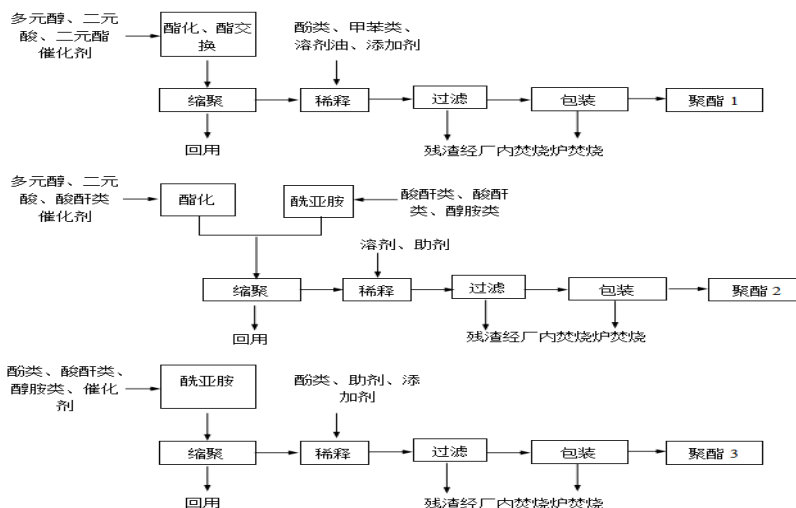 多元醇、二元
酸、二元酯
催化剂
酯化、酯交
换
酚类、甲苯类、
溶剂油、添加剂
缩聚
稀释
过滤
包装
聚酯 1
回用
残渣经厂内焚烧炉焚烧
多元醇、二元
酸、酸酐类
催化剂
酯化
酰亚胺
酸酐类、酸酐
类、醇胺类
溶剂、助剂
缩聚
稀释
过滤
包装
聚酯 2
回用
残渣经厂内焚烧炉焚烧
酚类、酸酐类、
醇胺类、催化
剂
酰亚胺
酚类、助剂、添
加剂
缩聚
稀释
过滤
包装
聚酯 3
回用
残渣经厂内焚烧炉焚烧